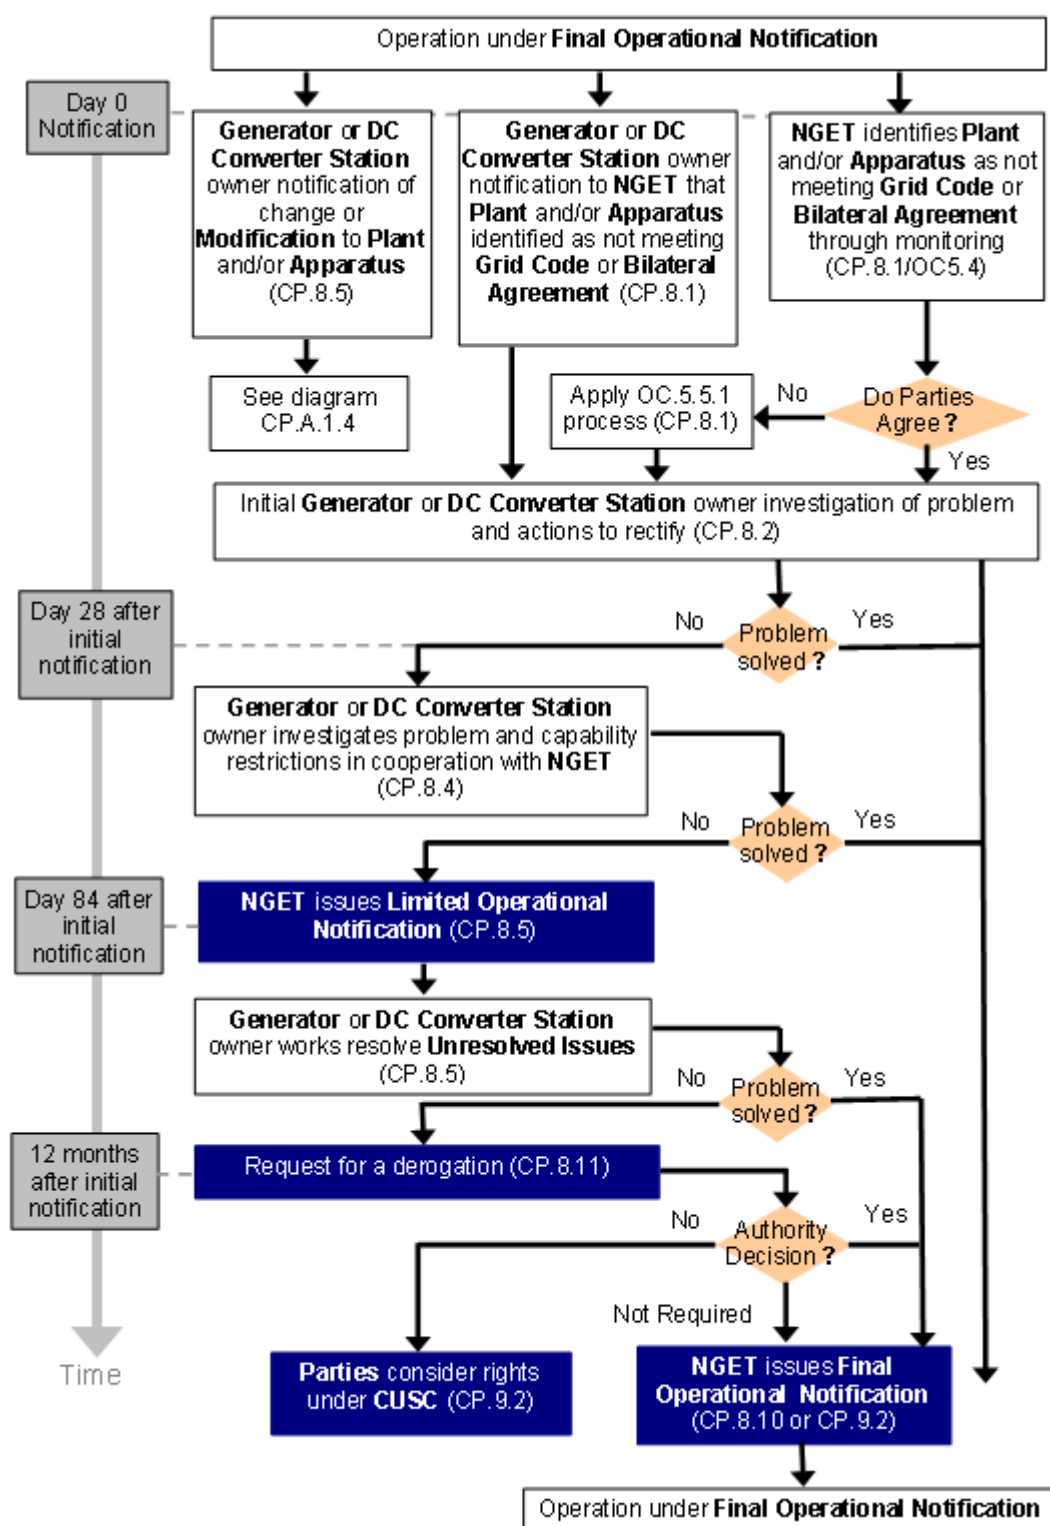 Operation under Final Operational Notification
Day 0
Notification
Generator or DC
Converter Station
owner notification of
change or
Modification to Plant
and/or Apparatus
(CP.8.5)
Generator or DC
Converter Station owner
notification to NGET that
Plant and/or Apparatus
identified as not meeting
Grid Code or Bilateral
Agreement (CP.8.1)
NGET identifies Plant
and/or Apparatus as not
meeting Grid Code or
Bilateral Agreement
through monitoring
(CP.8.1/OC5.4)
See diagram
CP.A.1.4
Apply OC.5.5.1
process (CP.8.1)
No
Do Parties
Agree ?
Yes
Initial Generator or DC Converter Station owner investigation of problem
and actions to rectify (CP.8.2)
Day 28 after
initial
notification
No
Problem
solved ?
Yes
Generator or DC Converter Station
owner investigates problem and capability
restrictions in cooperation with NGET
(CP.8.4)
No
Problem
solved ?
Yes
Day 84 after
initial
notification
NGET issues Limited Operational
Notification (CP.8.5)
Generator or DC Converter Station
owner works resolve Unresolved Issues
(CP.8.5)
No
Problem
solved ?
Yes
12 months
after initial
notification
Request for a derogation (CP.8.11)
No
Authority
Decision ?
Yes
Not Required
Time
Parties consider rights
under CUSC (CP.9.2)
NGET issues Final
Operational Notification
(CP.8.10 or CP.9.2)
Operation under Final Operational Notification